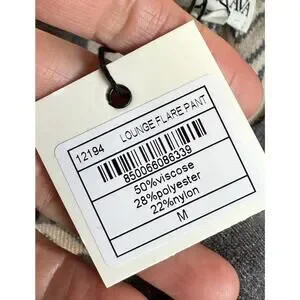 12194 LOUNGE FLARE PANT
850066086339
50%viscose
28%polyester
22%nylon
M